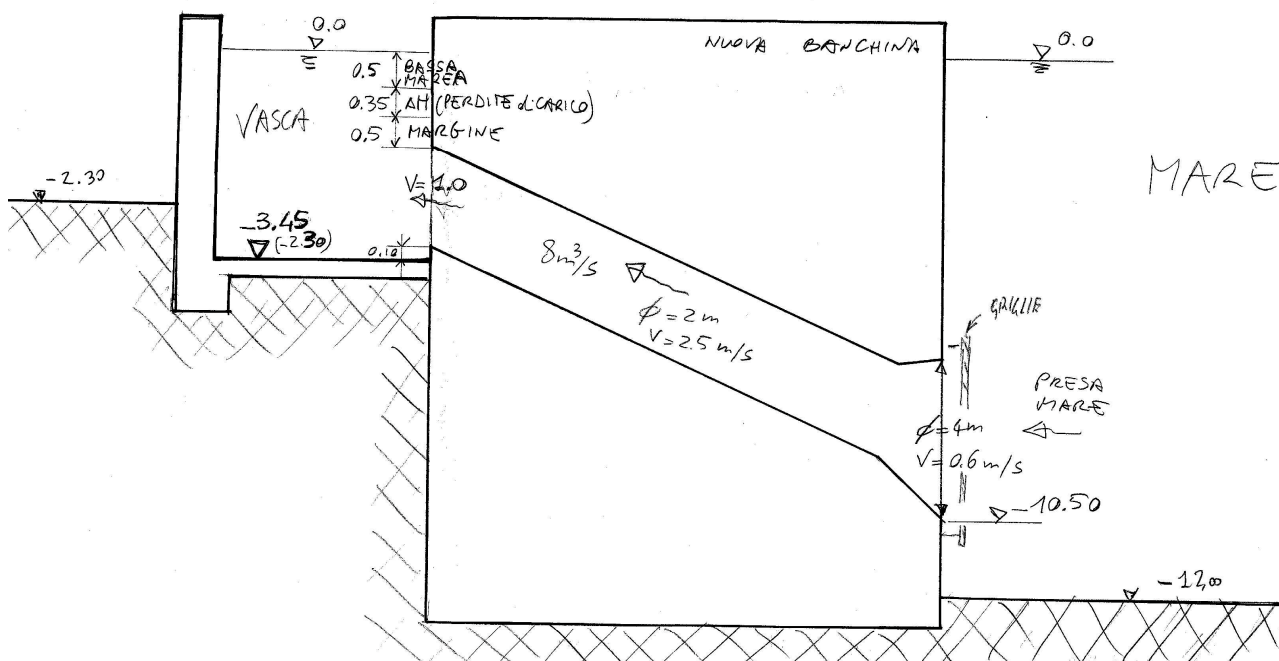 0.0
NUOVA BANCHINA
0.0
0.5 BASSA
MAREA
0.35 ΔH (PERDITE di CARICO)
VASCA
0.5 MARGINE
MARE
-2.30
V= 1.0
-3.45
(-2.30)
0.10
8m³/s
φ=2m
V=2.5 m/s
GRIGLIE
PRESA
MARE
φ=4m
V=0.6m/s
-10.50
-12,00